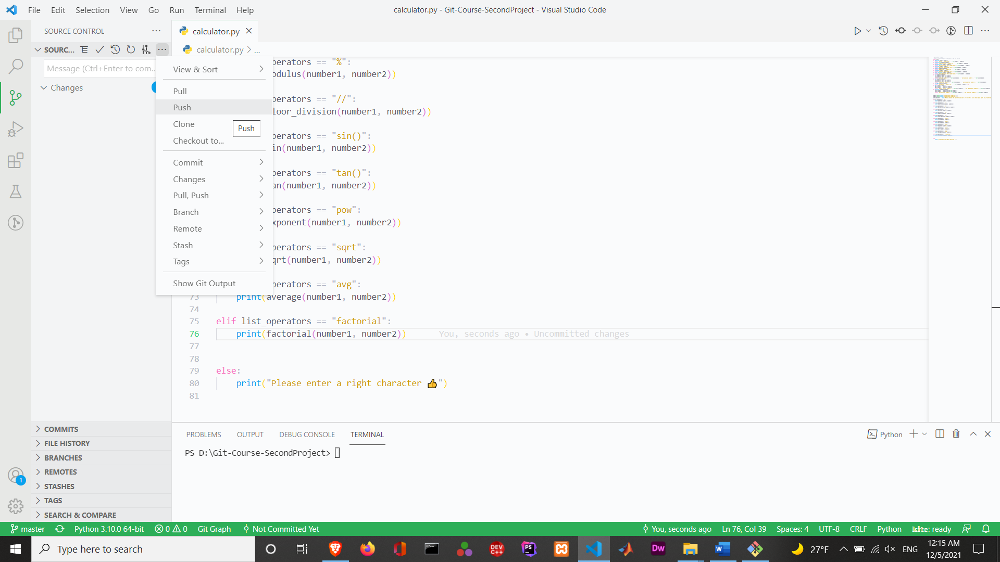 File Edit Selection View Go Run Terminal Help
calculator.py - Git-Course-SecondProject - Visual Studio Code
SOURCE CONTROL
calculator.py
SOURC...
calculator.py > ...
Message (Ctrl+Enter to com...
Changes
View & Sort
Pull
Push
Clone
Push
Checkout to...
Commit
Changes
Pull, Push
Branch
Remote
Stash
Tags
Show Git Output
perators == "%":
odulus(number1, number2))
perators == "//":
loor_division(number1, number2))
perators == "sin()":
in(number1, number2))
perators == "tan()":
an(number1, number2))
perators == "pow":
xponent(number1, number2))
perators == "sqrt":
qrt(number1, number2))
perators == "avg":
73 print(average(number1, number2))
74
75 elif list_operators == "factorial":
76 print(factorial(number1, number2)) You, seconds ago • Uncommitted changes
77
78
79 else:
80 print("Please enter a right character 👍")
81
COMMITS
FILE HISTORY
BRANCHES
REMOTES
STASHES
TAGS
SEARCH & COMPARE
1
PROBLEMS OUTPUT DEBUG CONSOLE TERMINAL
Python
PS D:\Git-Course-SecondProject>
master Python 3.10.0 64-bit 0 0 Git Graph Not Committed Yet
You, seconds ago Ln 76, Col 39 Spaces: 4 UTF-8 CRLF Python kite: ready
Type here to search
DEV C++
PS
Dw
W
27°F
ENG
12:15 AM
12/5/2021